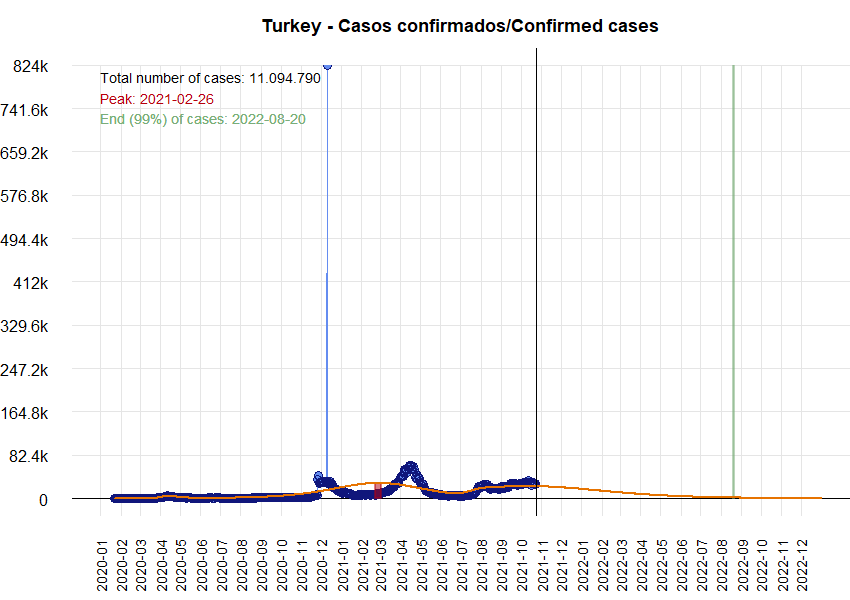 Turkey - Casos confirmados/Confirmed cases
824k
741.6k
659.2k
576.8k
494.4k
412k
329.6k
247.2k
164.8k
82.4k
0
Total number of cases: 11.094.790
Peak: 2021-02-26
End (99%) of cases: 2022-08-20
2020-01
2020-02
2020-03
2020-04
2020-05
2020-06
2020-07
2020-08
2020-09
2020-10
2020-11
2020-12
2021-01
2021-02
2021-03
2021-04
2021-05
2021-06
2021-07
2021-08
2021-09
2021-10
2021-11
2021-12
2022-01
2022-02
2022-03
2022-04
2022-05
2022-06
2022-07
2022-08
2022-09
2022-10
2022-11
2022-12